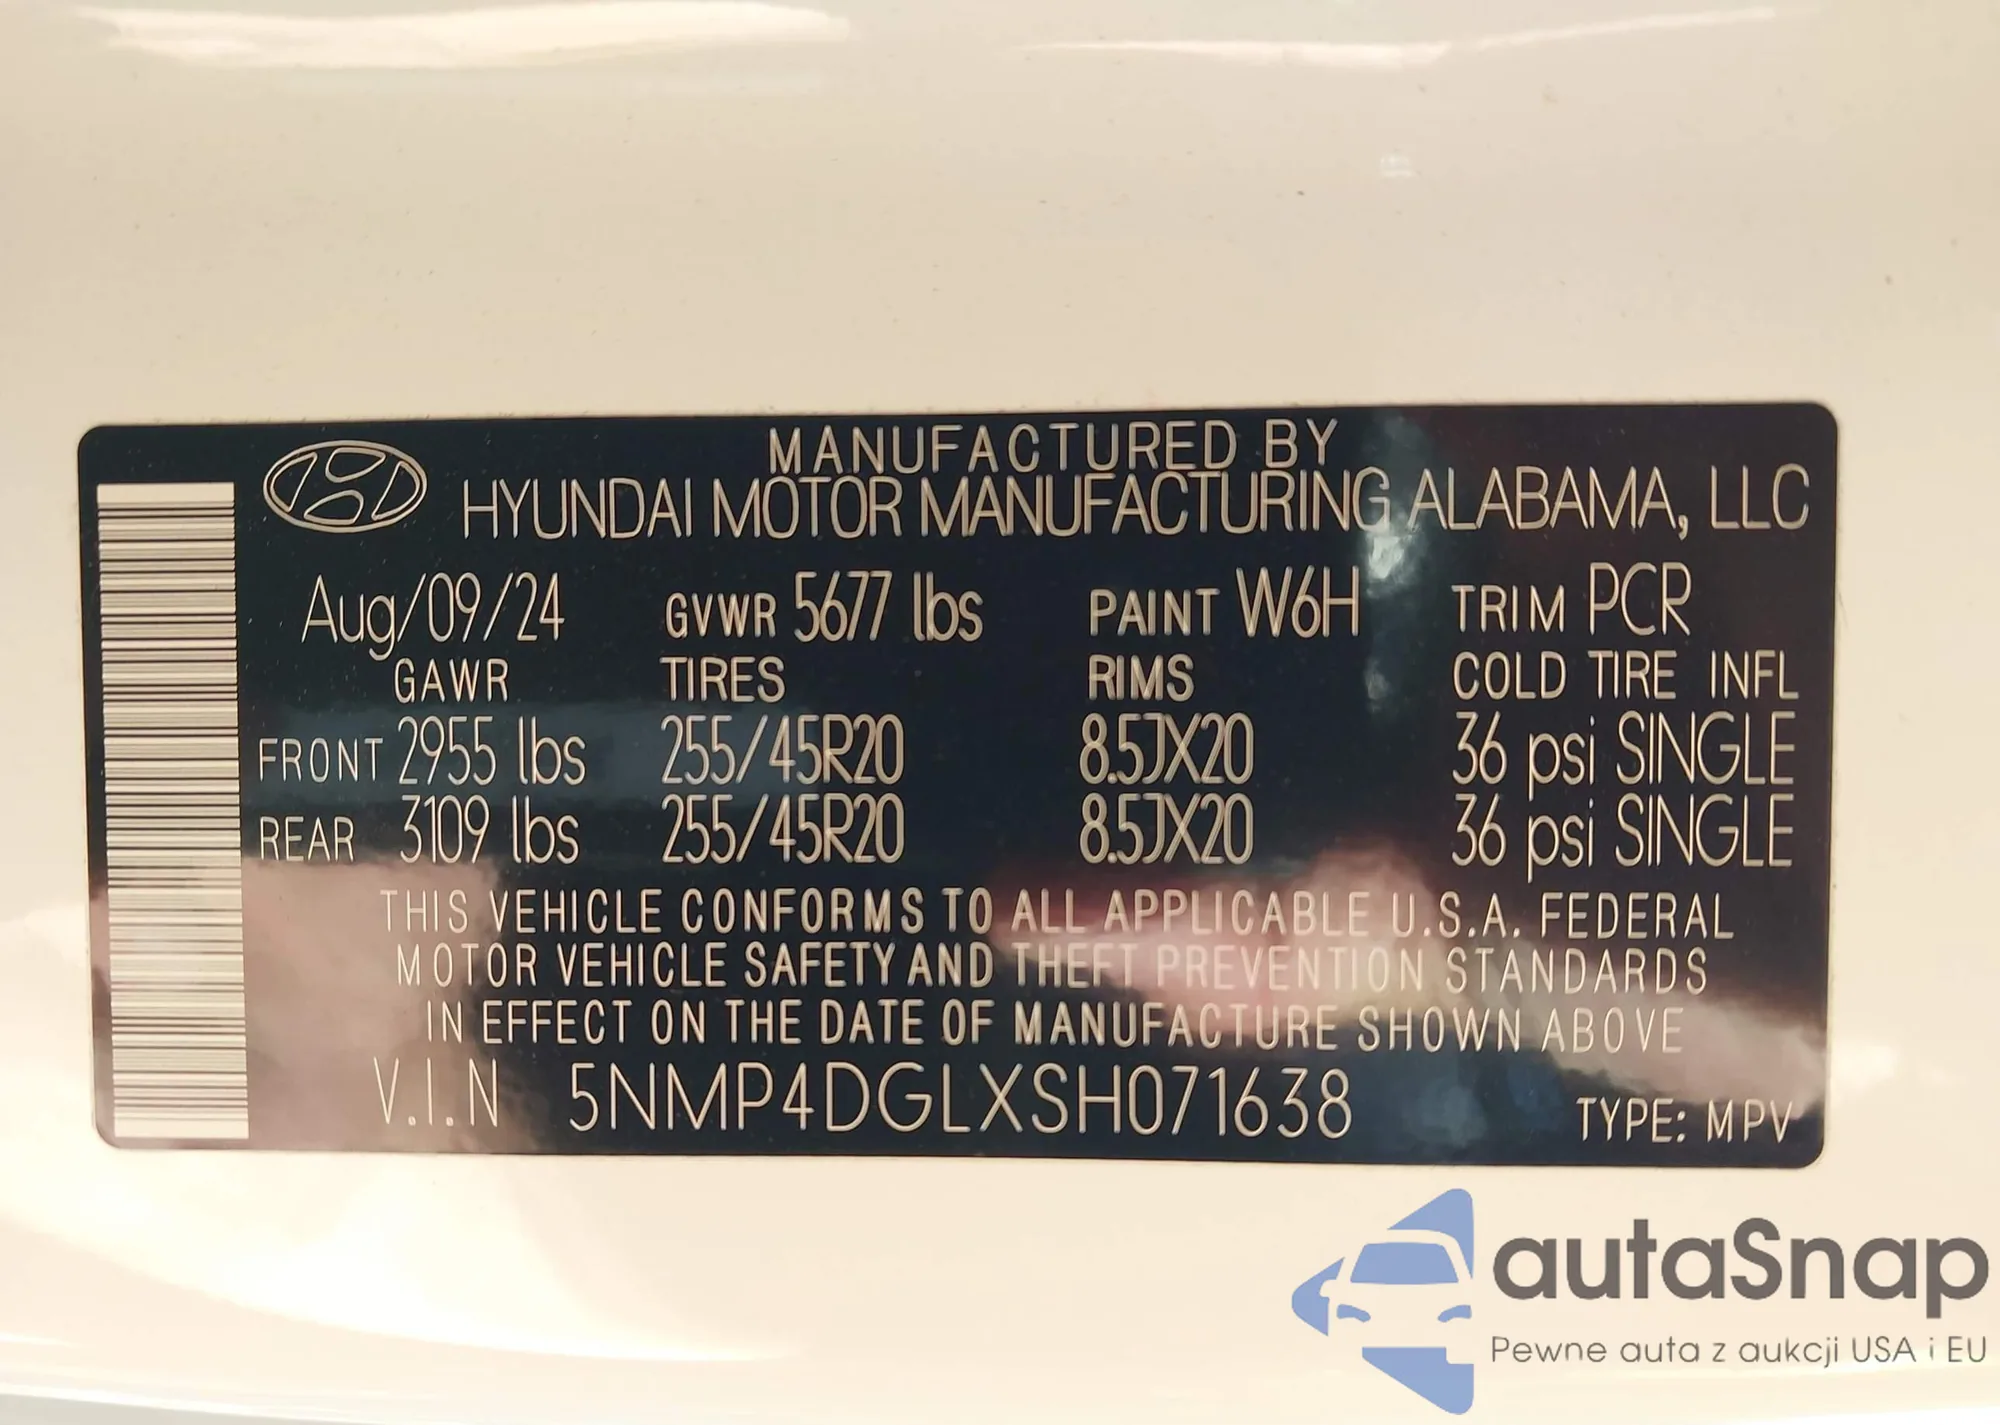 MANUFACTURED BY
HYUNDAI MOTOR MANUFACTURING ALABAMA, LLC
Aug/09/24 GVWR 5677 lbs PAINT W6H TRIM PCR
GAWR TIRES RIMS COLD TIRE INFL
FRONT 2955 lbs 255/45R20 8.5JX20 36 psi SINGLE
REAR 3109 lbs 255/45R20 8.5JX20 36 psi SINGLE
THIS VEHICLE CONFORMS TO ALL APPLICABLE U.S.A. FEDERAL
MOTOR VEHICLE SAFETY AND THEFT PREVENTION STANDARDS
IN EFFECT ON THE DATE OF MANUFACTURE SHOWN ABOVE
V.I.N 5NMP4DGLXSH071638 TYPE: MPV
autaSnap
Pewne auta z aukcji USA i EU